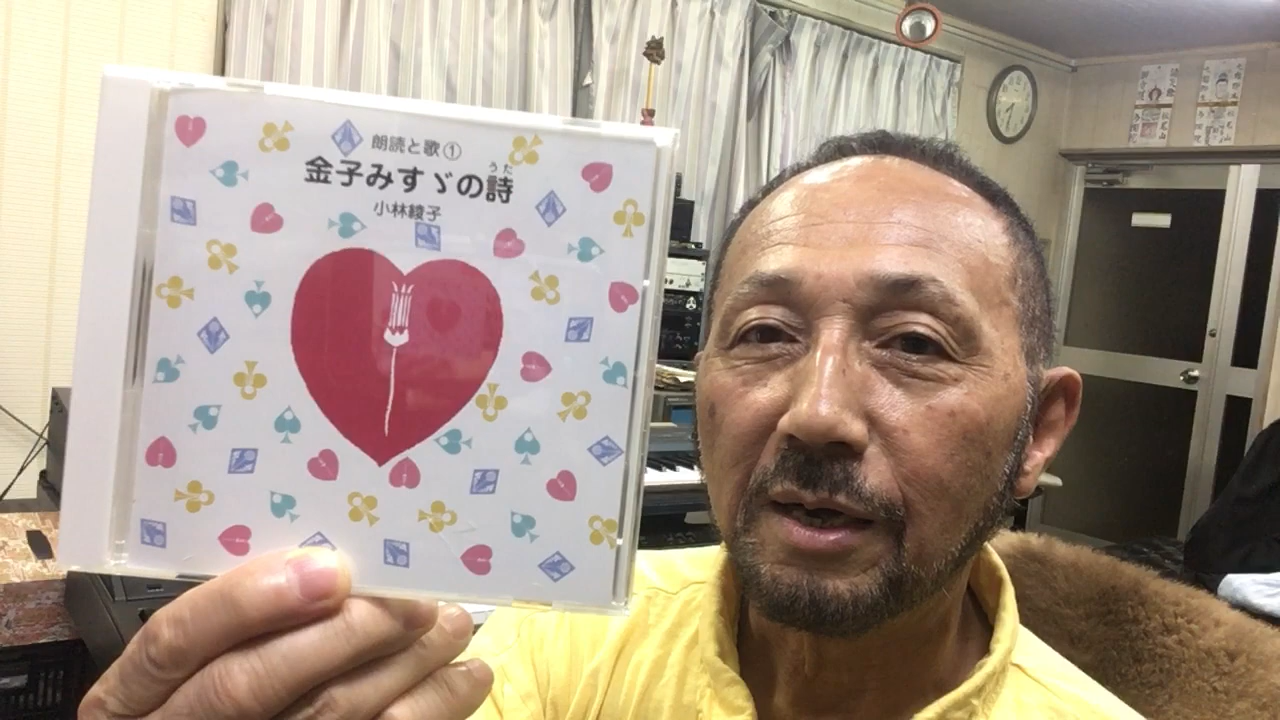 朗読と歌①
金子みすゞの詩
うた
小林綾子